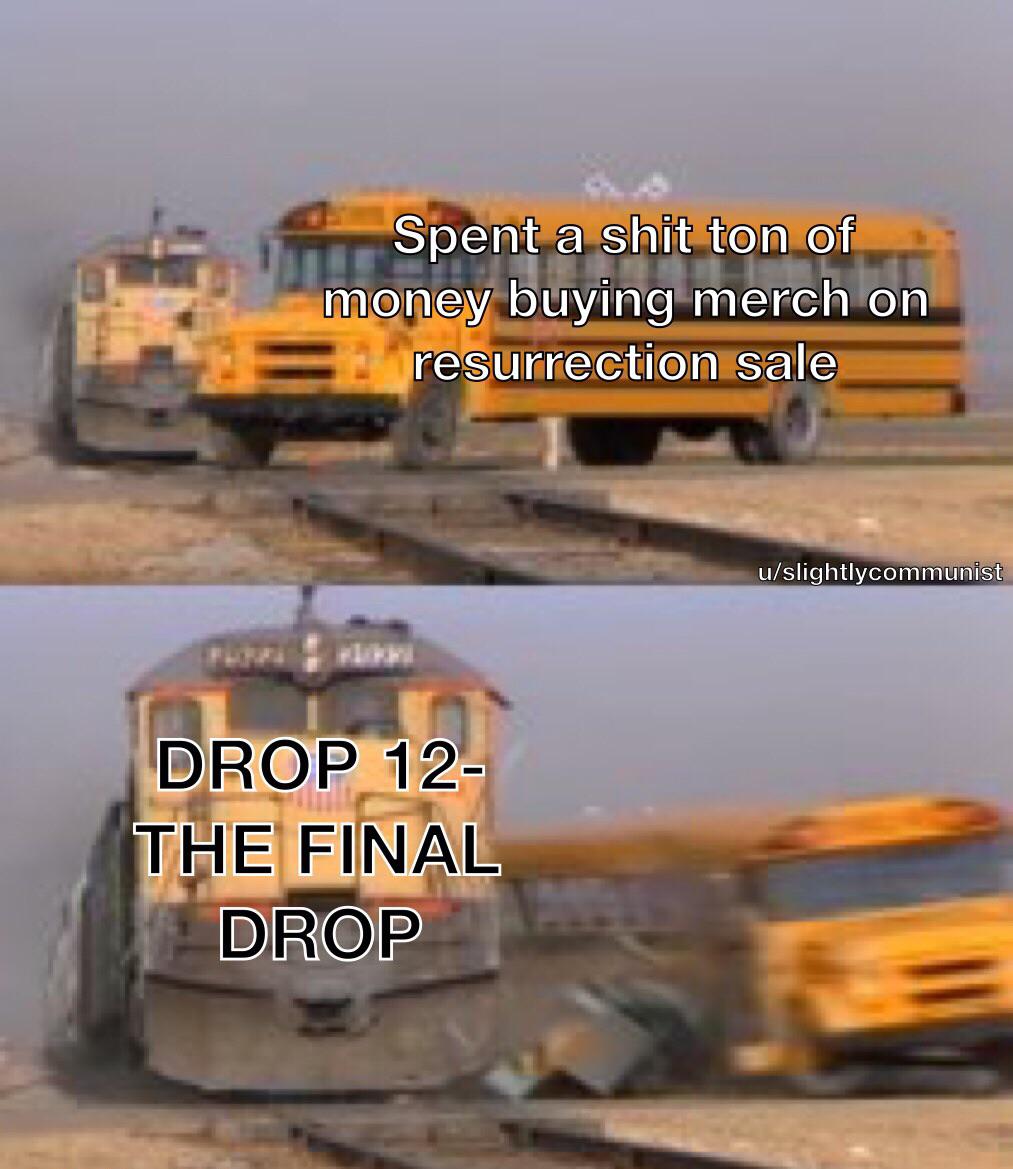 Spent a shit ton of
money buying merch on
resurrection sale
u/slightlycommunist
DROP 12-
THE FINAL
DROP